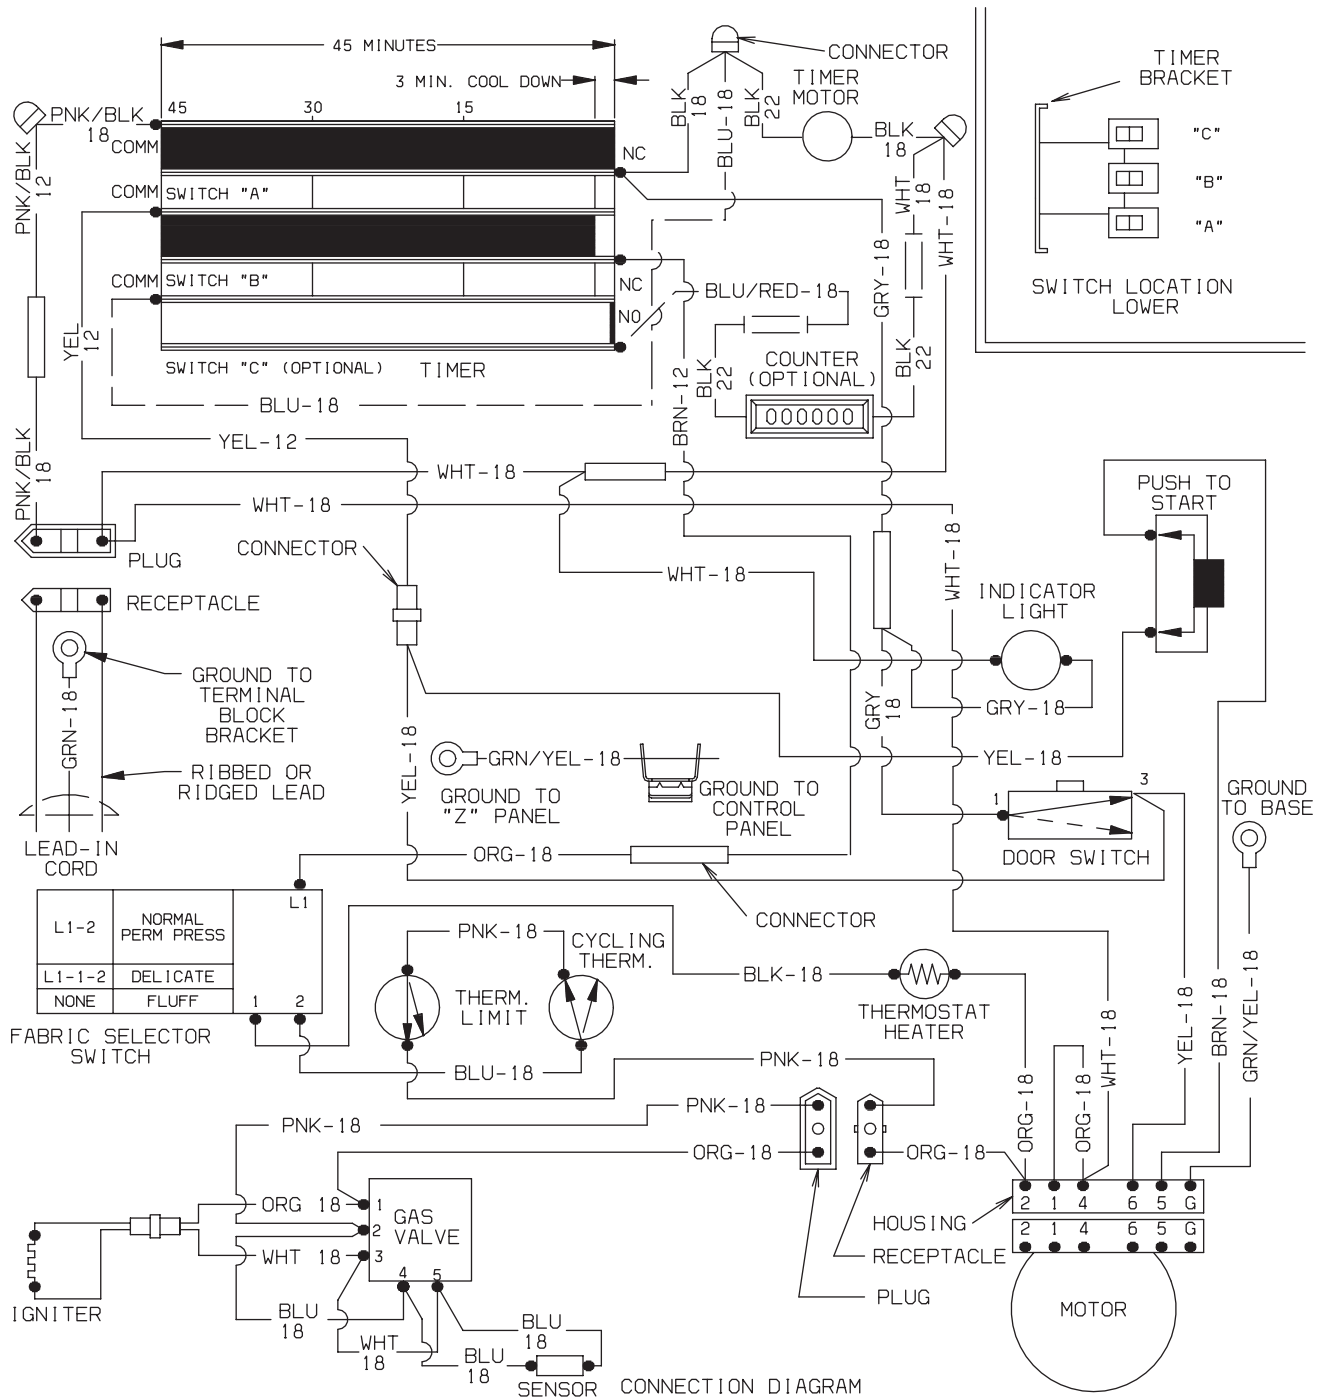 45 MINUTES
3 MIN. COOL DOWN
45
30
15
PNK/BLK
18
COMM
NC
COMM
SWITCH "A"
COMM
SWITCH "B"
NC
NO
SWITCH "C" (OPTIONAL)
TIMER
PNK/BLK
12
YEL
12
PNK/BLK
18
BLU-18
YEL-12
CONNECTOR
TIMER
MOTOR
BLK
18
BLU-18
BLK
22
BLK
18
WHT
18
WHT-18
GRY-18
BLU/RED-18
BLK
22
COUNTER
(OPTIONAL)
000000
BLK
22
BRN-12
TIMER
BRACKET
"C"
"B"
"A"
SWITCH LOCATION
LOWER
WHT-18
WHT-18
PLUG
CONNECTOR
WHT-18
WHT-18
PUSH TO
START
INDICATOR
LIGHT
RECEPTACLE
GROUND TO
TERMINAL
BLOCK
BRACKET
GRN-18
RIBBED OR
RIDGED LEAD
LEAD-IN
CORD
YEL-18
GRN/YEL-18
GROUND TO
"Z" PANEL
GROUND TO
CONTROL
PANEL
GRY
18
GRY-18
YEL-18
1
3
DOOR SWITCH
GROUND
TO BASE
ORG-18
CONNECTOR
L1
L1-2
NORMAL
PERM PRESS
L1-1-2
DELICATE
NONE
FLUFF
1
2
FABRIC SELECTOR
SWITCH
PNK-18
CYCLING
THERM.
THERM.
LIMIT
BLU-18
BLK-18
THERMOSTAT
HEATER
PNK-18
PNK-18
PNK-18
ORG-18
ORG-18
ORG-18
ORG-18
WHT-18
YEL-18
BRN-18
GRN/YEL-18
HOUSING
2
1
4
6
5
G
2
1
4
6
5
G
RECEPTACLE
PLUG
MOTOR
ORG 18
1
GAS
VALVE
2
WHT 18
3
4
5
IGNITER
BLU
18
WHT
18
BLU
18
BLU
18
SENSOR
CONNECTION DIAGRAM